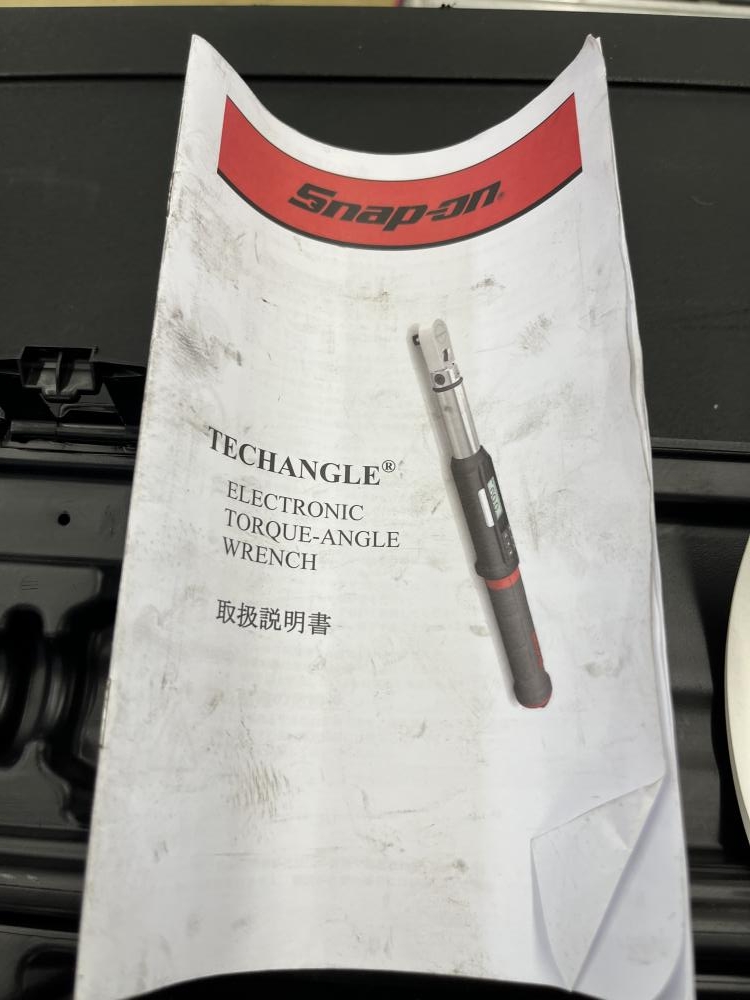 Snap-on®
TECHANGLE®
ELECTRONIC
TORQUE-ANGLE
WRENCH
取扱説明書